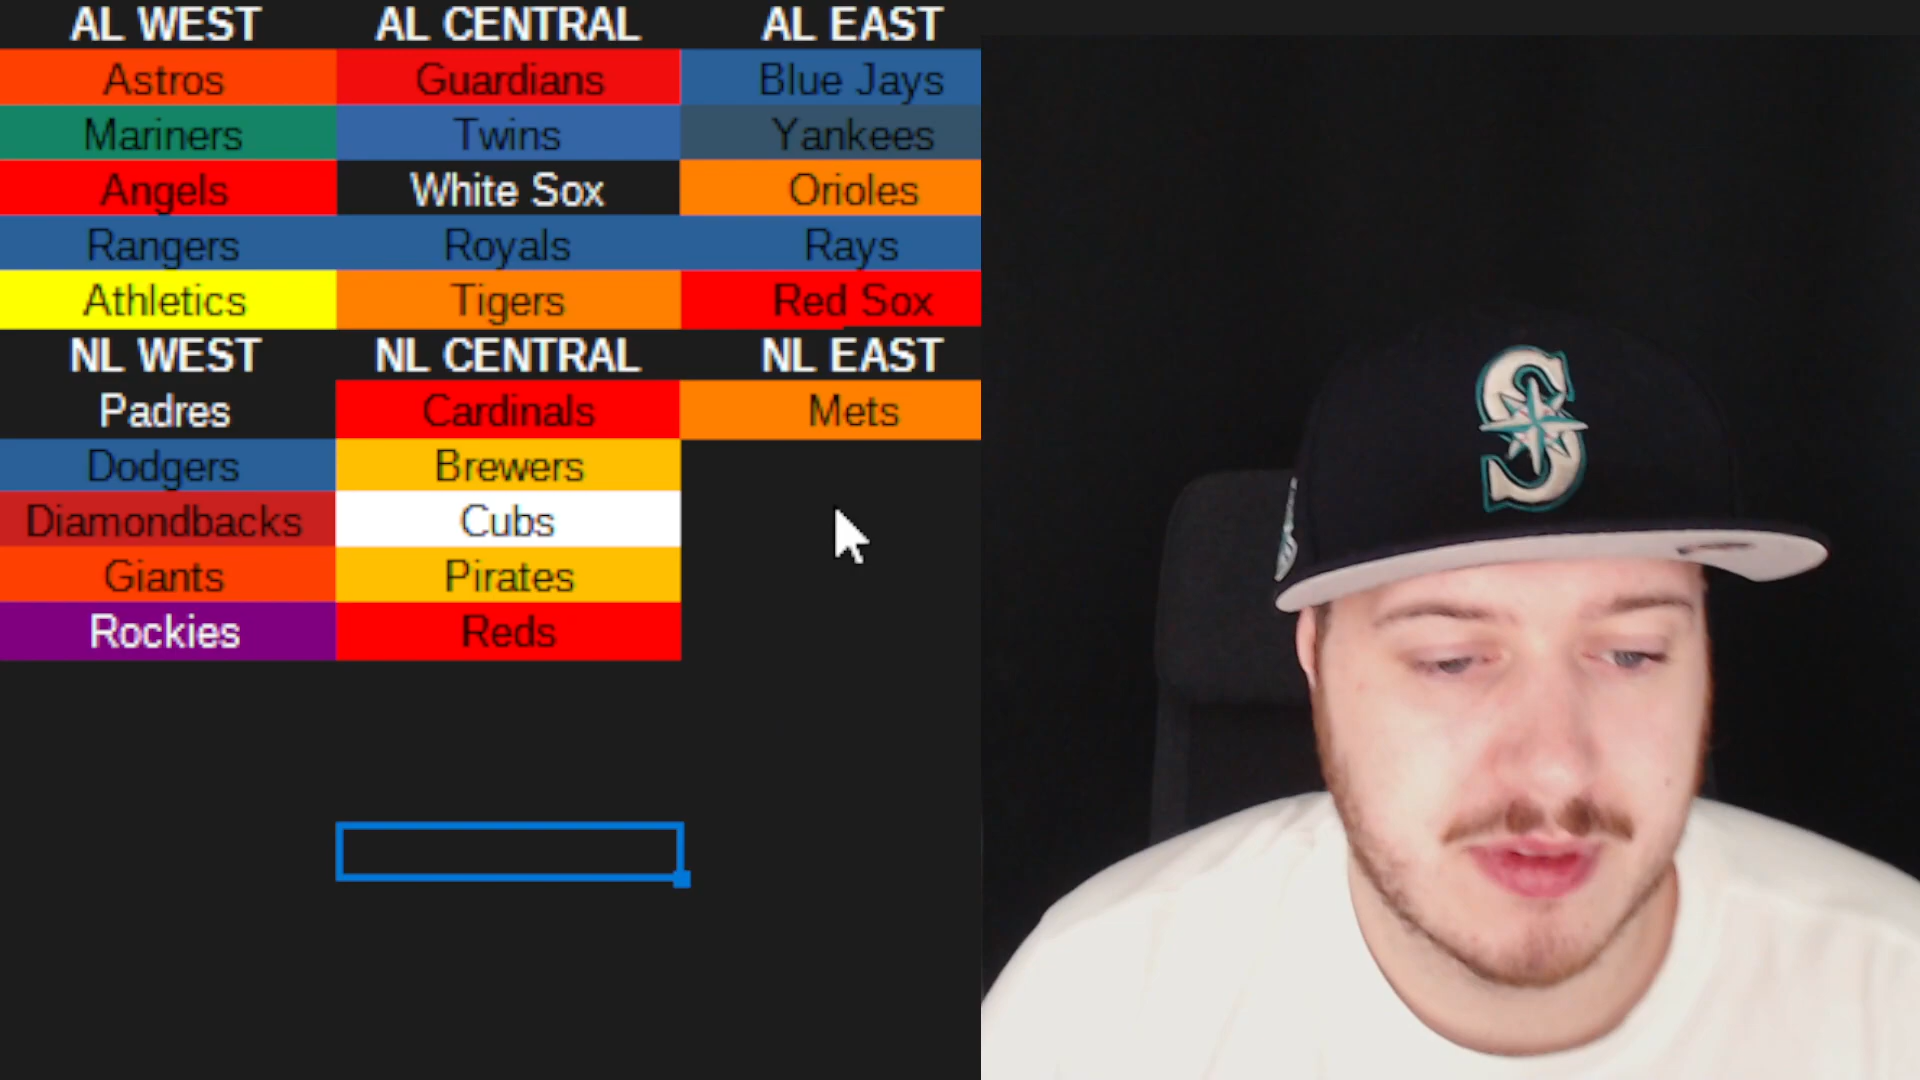 AL WEST AL CENTRAL AL EAST
Astros Guardians Blue Jays
Mariners Twins Yankees
Angels White Sox Orioles
Rangers Royals Rays
Athletics Tigers Red Sox
NL WEST NL CENTRAL NL EAST
Padres Cardinals Mets
Dodgers Brewers
Diamondbacks Cubs
Giants Pirates
Rockies Reds
S